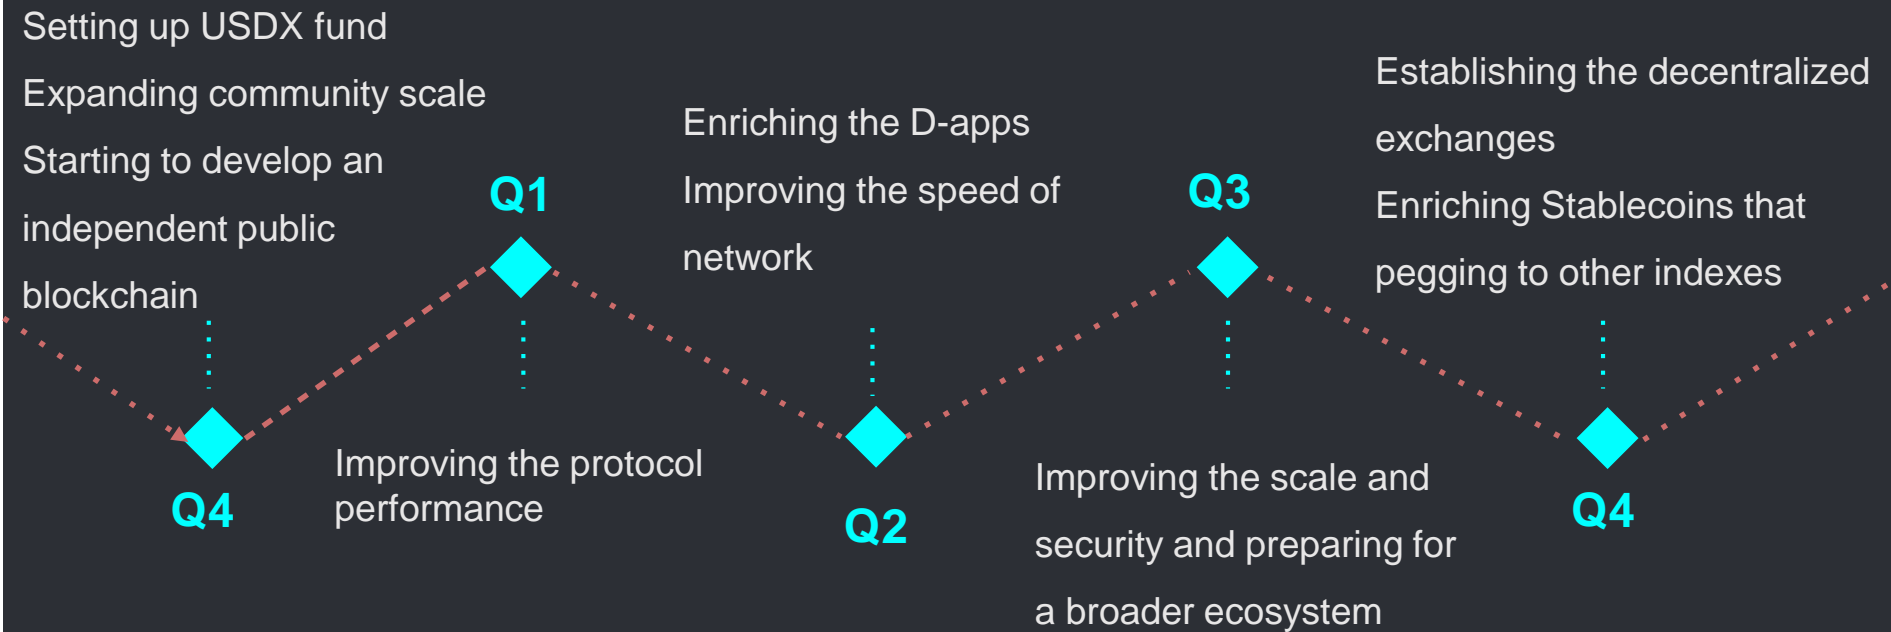 Setting up USDX fund
Expanding community scale
Starting to develop an
independent public
blockchain
Q4
Q1
Improving the protocol
performance
Enriching the D-apps
Improving the speed of
network
Q2
Q3
Improving the scale and
security and preparing for
a broader ecosystem
Establishing the decentralized
exchanges
Enriching Stablecoins that
pegging to other indexes
Q4